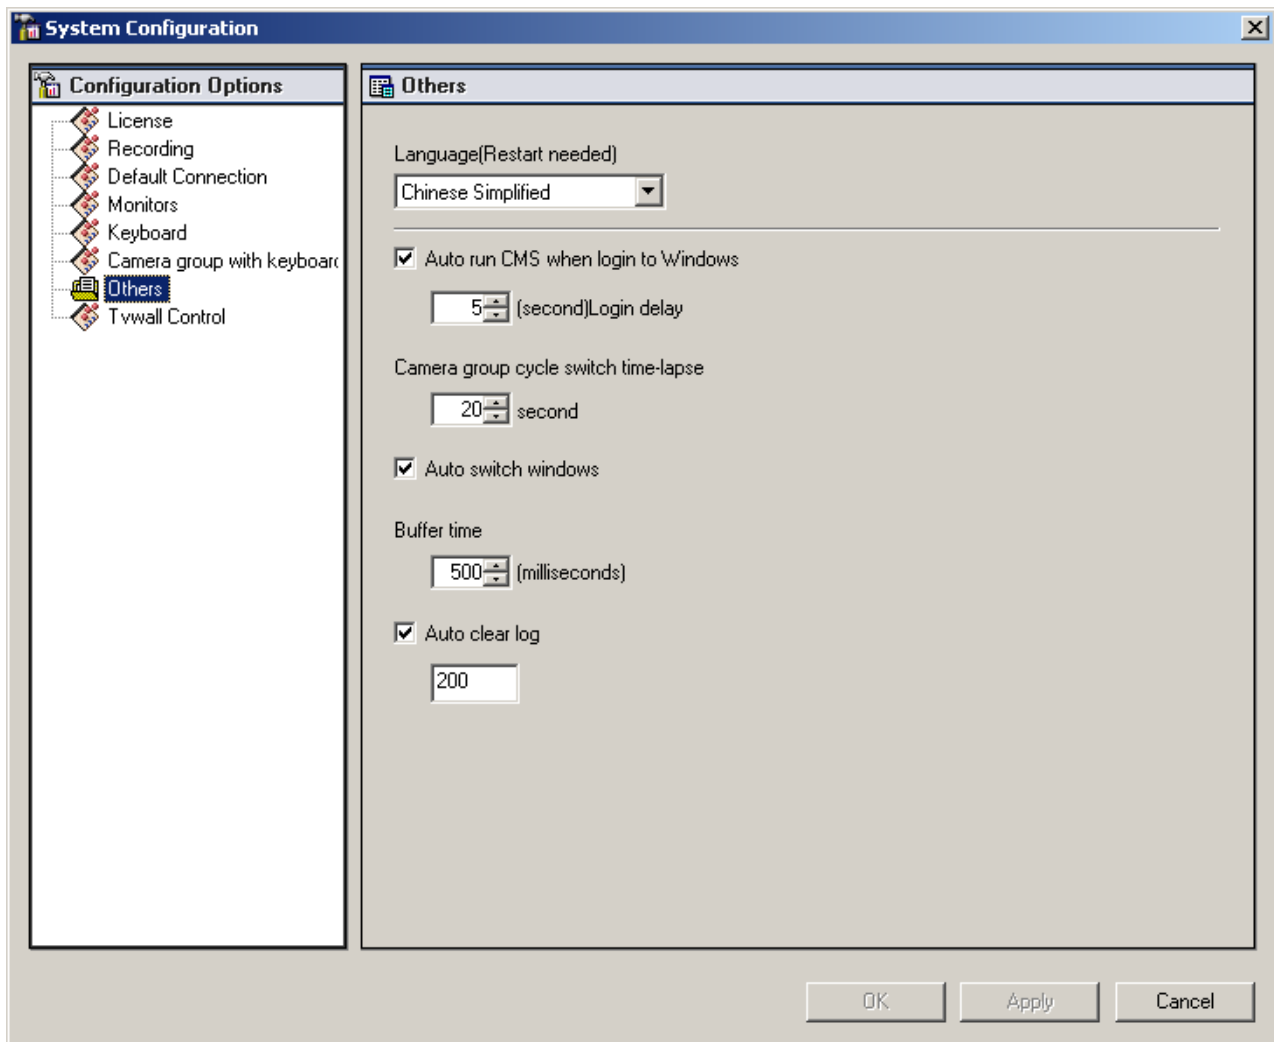 System Configuration
Configuration Options
License
Recording
Default Connection
Monitors
Keyboard
Camera group with keyboard
Others
Tvwall Control
Others
Language(Restart needed)
Chinese Simplified
Auto run CMS when login to Windows
5 (second)Login delay
Camera group cycle switch time-lapse
20 second
Auto switch windows
Buffer time
500 (milliseconds)
Auto clear log
200
OK Apply Cancel